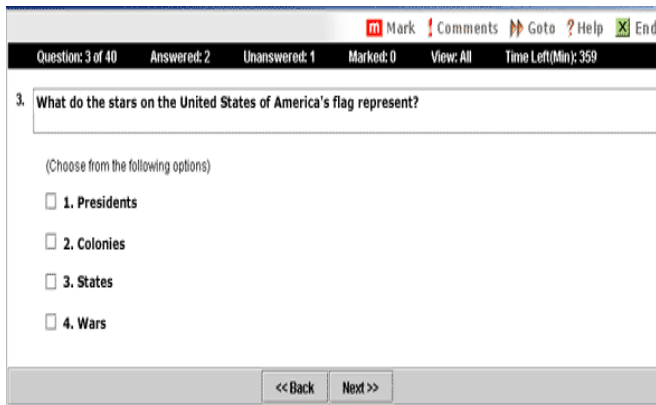 m Mark ! Comments Goto ? Help X End
Question: 3 of 40 Answered: 2 Unanswered: 1 Marked: 0 View: All Time Left(Min): 359
3. What do the stars on the United States of America's flag represent?
(Choose from the following options)
1. Presidents
2. Colonies
3. States
4. Wars
<< Back Next >>